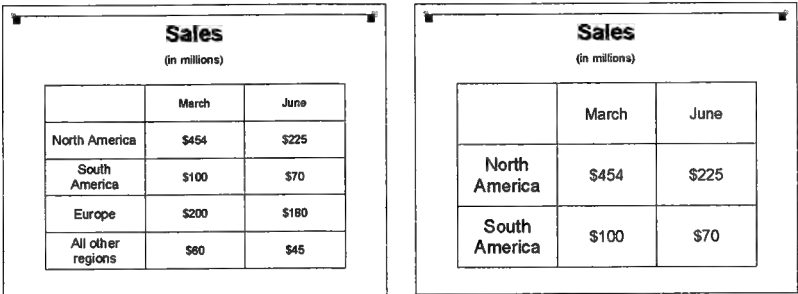 Sales
(in millions)
March June
North America $454 $225
South
America $100 $70
Europe $200 $180
All other
regions $60 $45
Sales
(in millions)
March June
North
America $454 $225
South
America $100 $70